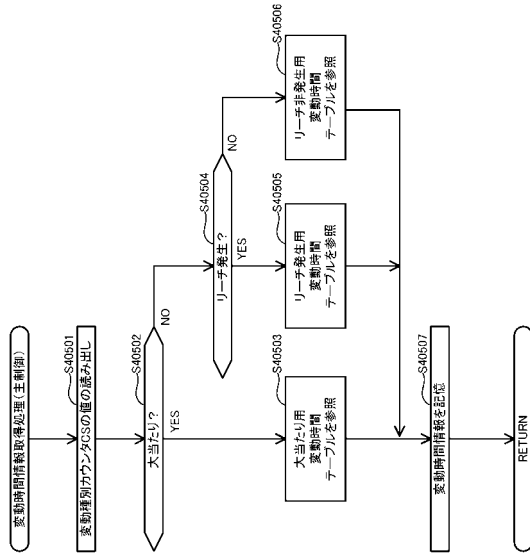 変動時間情報取得処理(主制御)
S40501
変動種別カウンタCSの値の読み出し
S40502
大当たり?
NO
YES
S40504
リーチ発生?
NO
YES
S40503
大当たり用
変動時間
テーブルを参照
S40505
リーチ発生用
変動時間
テーブルを参照
S40506
リーチ非発生用
変動時間
テーブルを参照
S40507
変動時間情報を記憶
RETURN